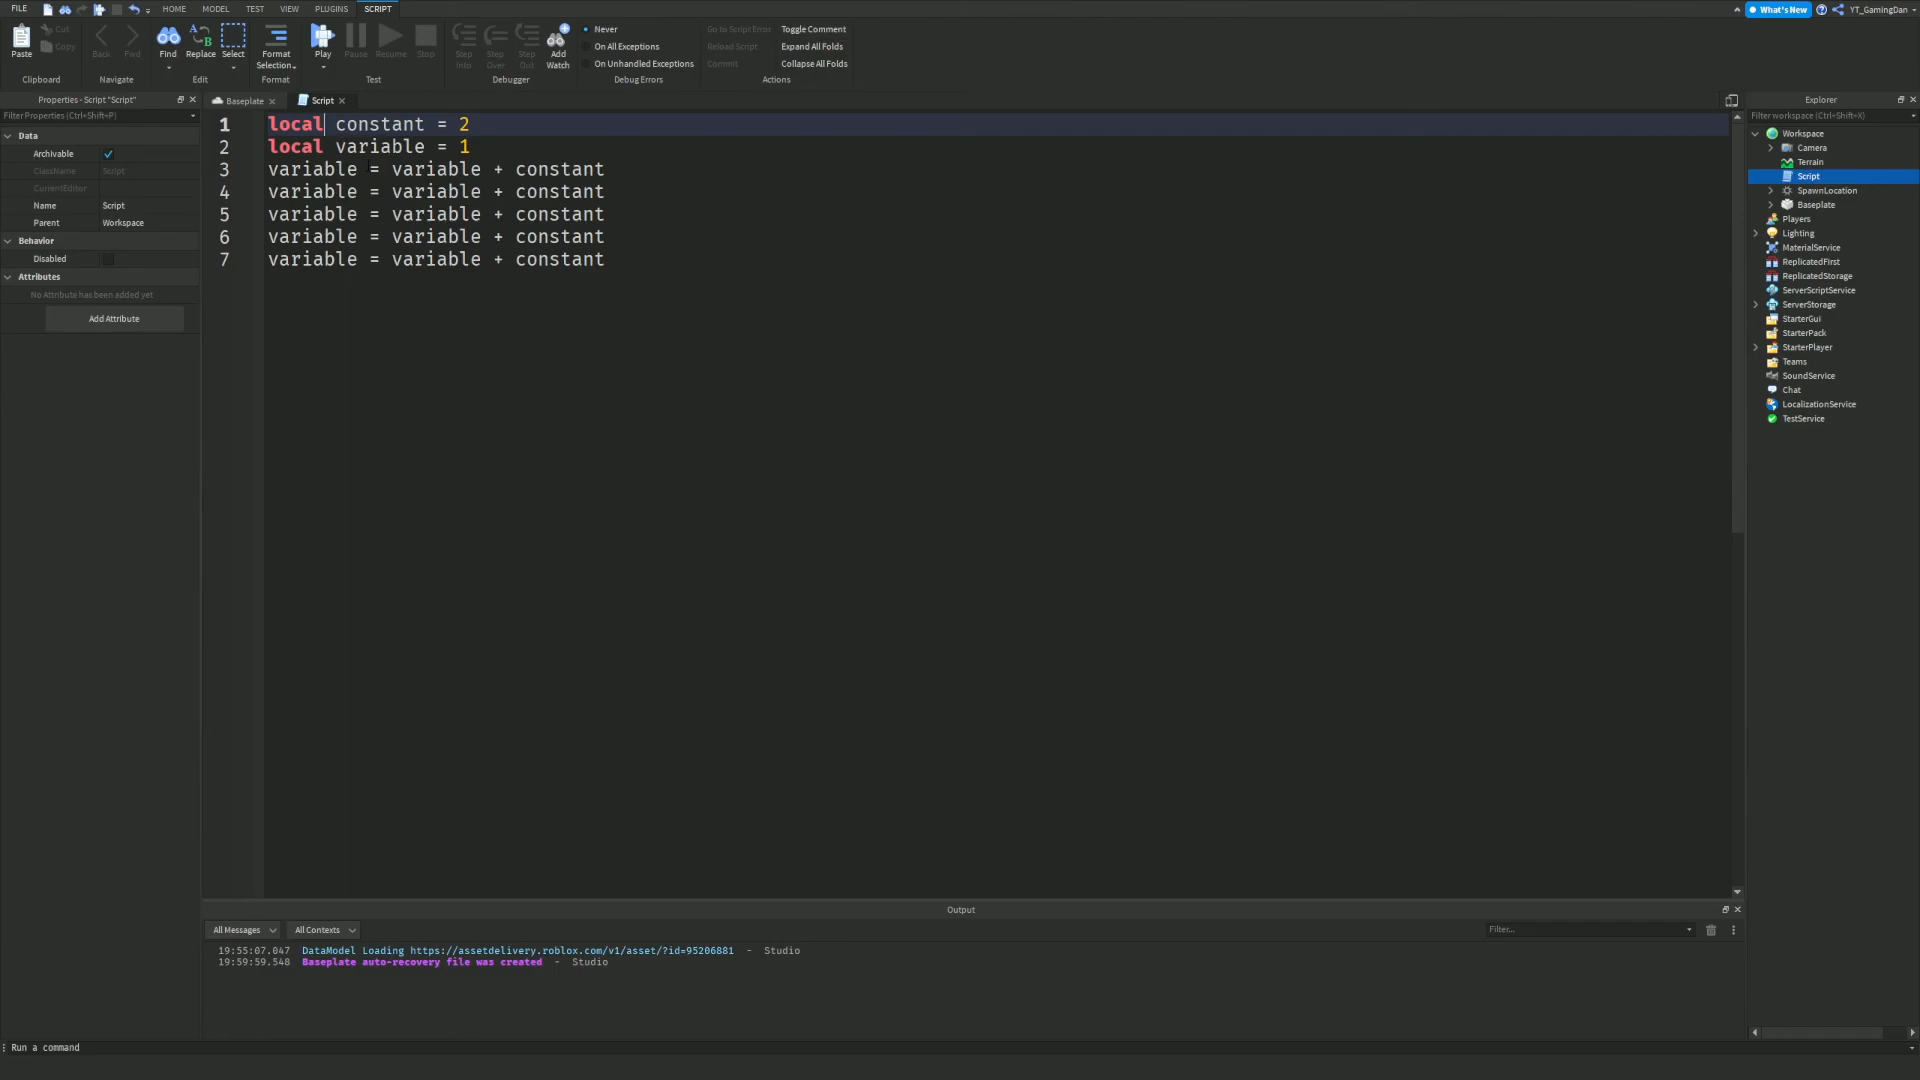 FILE HOME MODEL TEST VIEW PLUGINS SCRIPT What's New YT_GamingDan
Paste Cut Copy
Clipboard
Back Fwd
Navigate
Find Replace Select
Edit
Format Selection
Format
Play Pause Resume Stop
Test
Step Into Step Over Step Out Add Watch
Debugger
Never
On All Exceptions
On Unhandled Exceptions
Debug Errors
Go to Script Error Toggle Comment
Reload Script Expand All Folds
Commit Collapse All Folds
Actions
Properties - Script "Script"
Filter Properties (Ctrl+Shift+P)
Data
Archivable
ClassName Script
CurrentEditor
Name Script
Parent Workspace
Behavior
Disabled
Attributes
No Attribute has been added yet
Add Attribute
Baseplate Script
1 local constant = 2
2 local variable = 1
3 variable = variable + constant
4 variable = variable + constant
5 variable = variable + constant
6 variable = variable + constant
7 variable = variable + constant
Explorer
Filter workspace (Ctrl+Shift+X)
Workspace
Camera
Terrain
Script
SpawnLocation
Baseplate
Players
Lighting
MaterialService
ReplicatedFirst
ReplicatedStorage
ServerScriptService
ServerStorage
StarterGui
StarterPack
StarterPlayer
Teams
SoundService
Chat
LocalizationService
TestService
Output
All Messages All Contexts Filter...
19:55:07.047 DataModel Loading https://assetdelivery.roblox.com/v1/asset/?id=95206881 - Studio
19:59:59.548 Baseplate auto-recovery file was created - Studio
Run a command